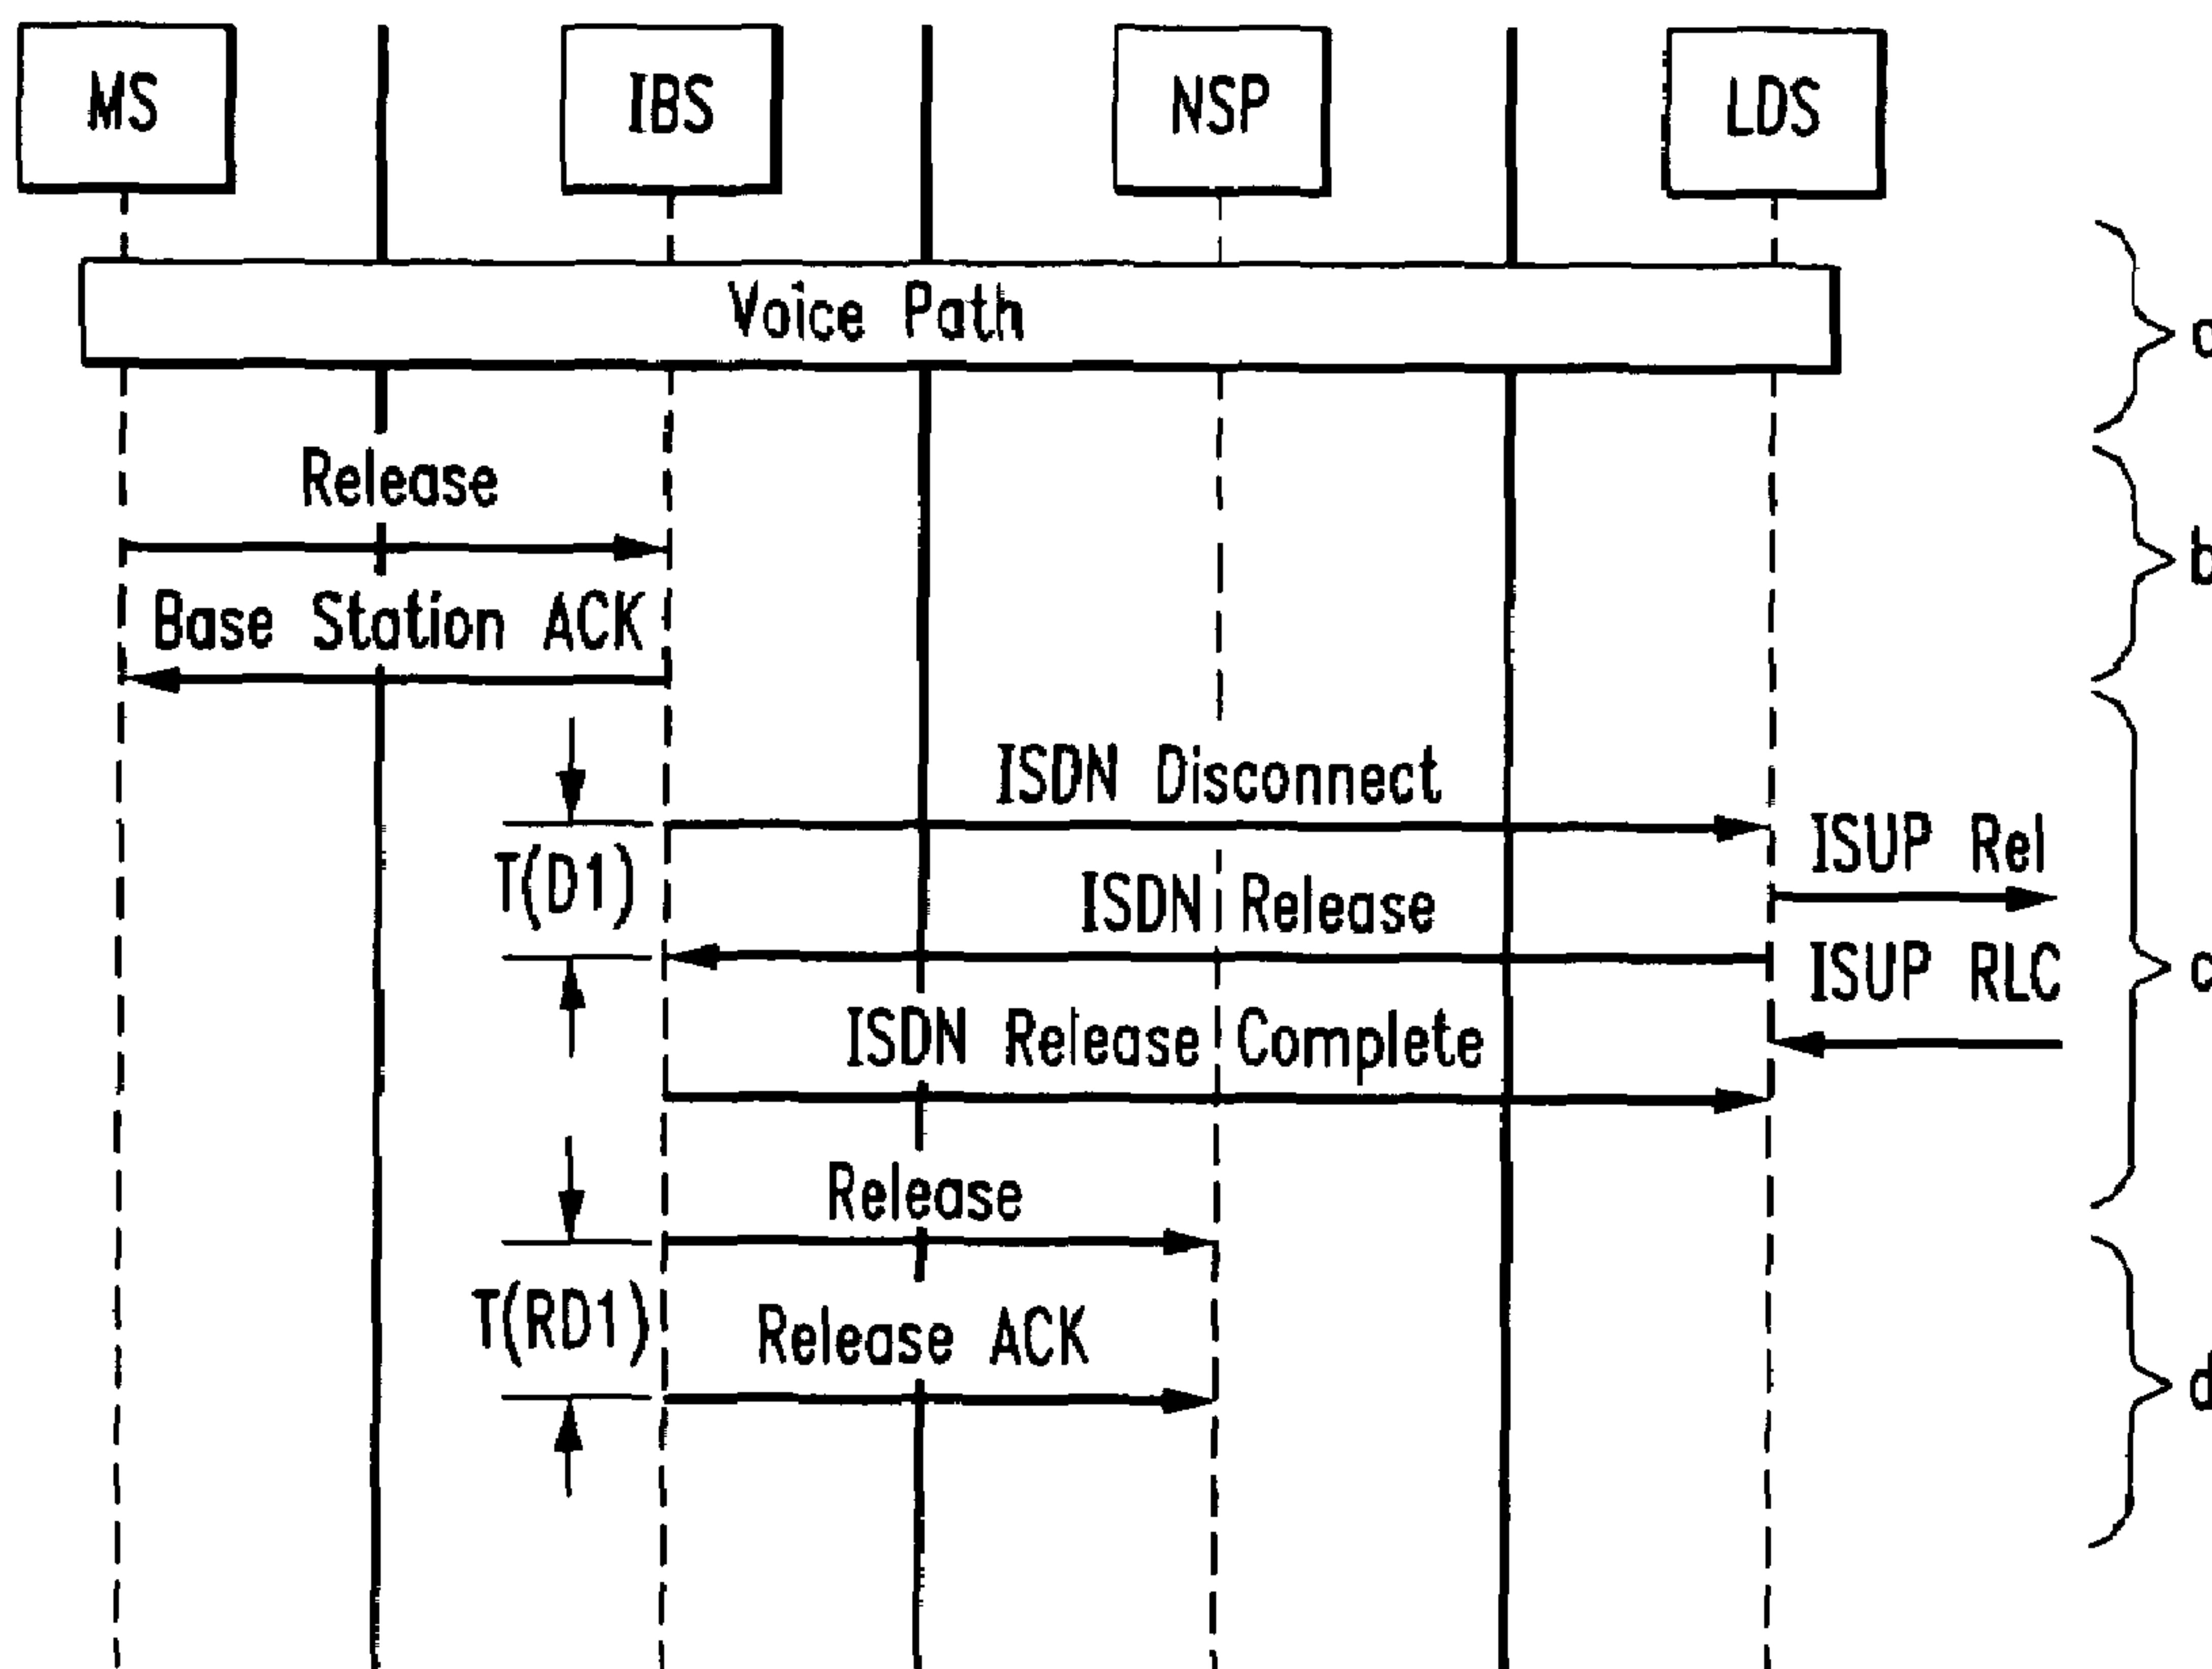 MS
IBS
NSP
LDS
Voice Path
a
Release
b
Base Station ACK
ISDN Disconnect
ISUP Rel
T(D1)
ISDN Release
ISUP RLC
c
ISDN Release Complete
Release
T(RD1)
Release ACK
d